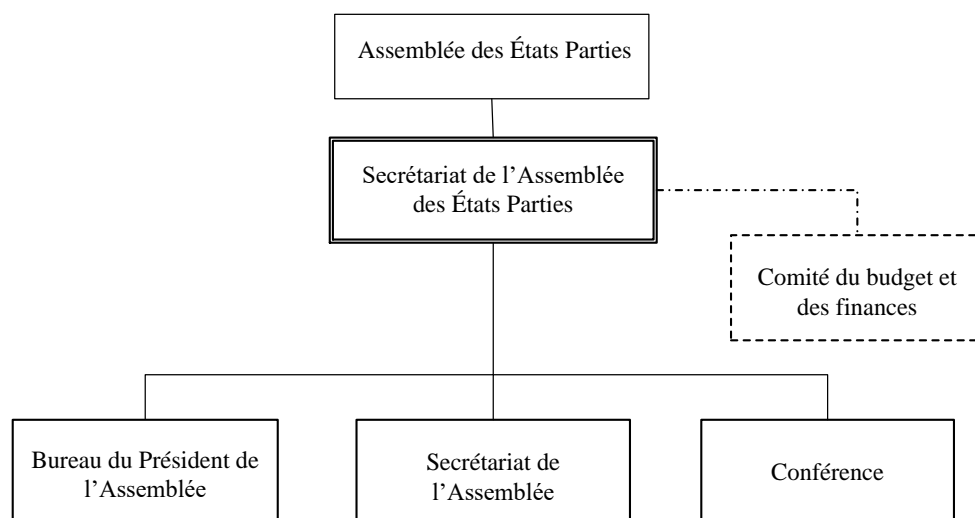 Assemblée des États Parties
Secrétariat de l’Assemblée
des États Parties
Comité du budget et
des finances
Bureau du Président de
l’Assemblée
Secrétariat de
l’Assemblée
Conférence